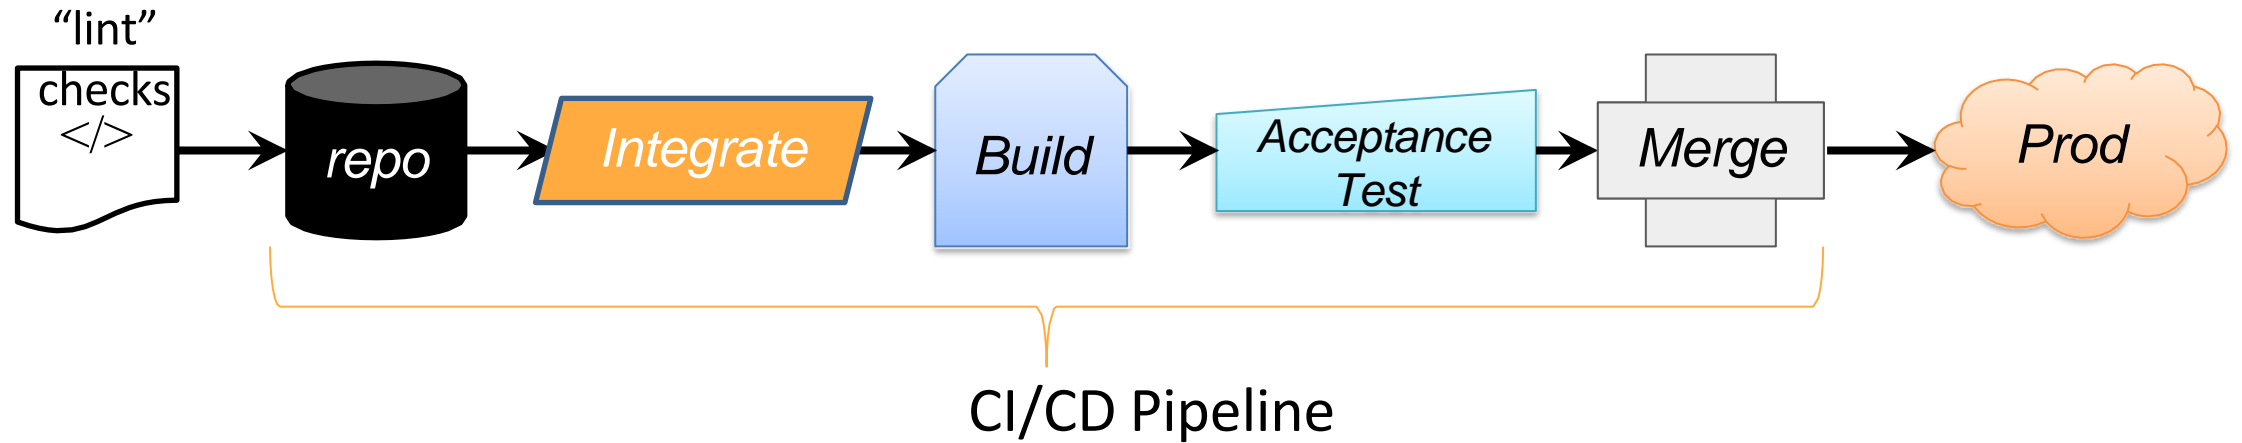 “lint”
checks
</>
repo
Integrate
Build
Acceptance
Test
Merge
Prod
CI/CD Pipeline